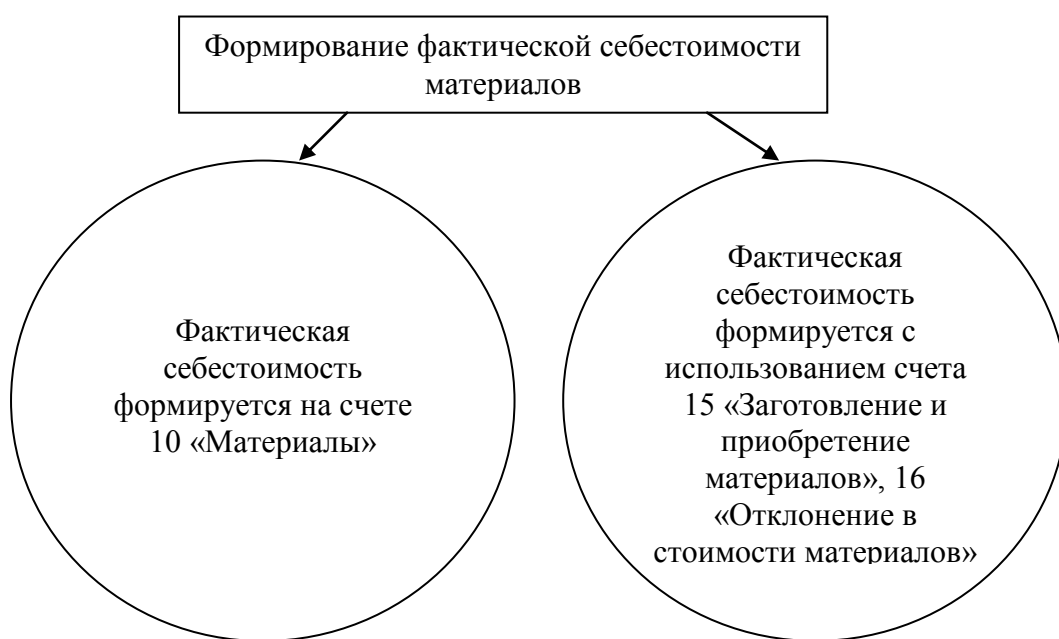 Формирование фактической себестоимости
материалов
Фактическая
себестоимость
формируется на счете
10 «Материалы»
Фактическая
себестоимость
формируется с
использованием счета
15 «Заготовление и
приобретение
материалов», 16
«Отклонение в
стоимости материалов»